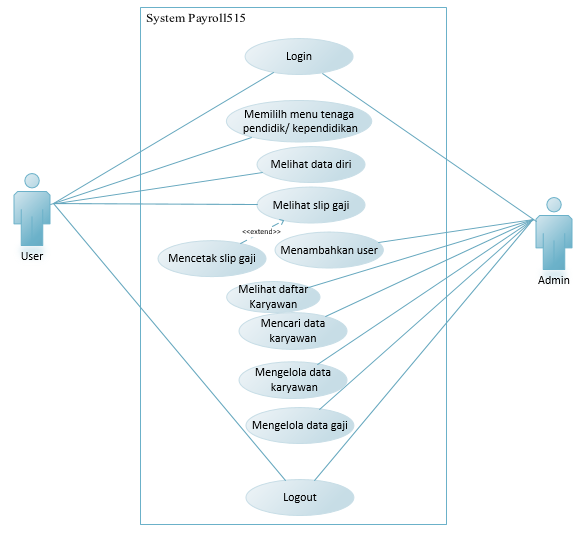 System Payroll515
Login
Memililh menu tenaga
pendidik/ kependidikan
Melihat data diri
Melihat slip gaji
<<extend>>
Mencetak slip gaji
Menambahkan user
Melihat daftar
Karyawan
Mencari data
karyawan
Mengelola data
karyawan
Mengelola data gaji
Logout
User
Admin